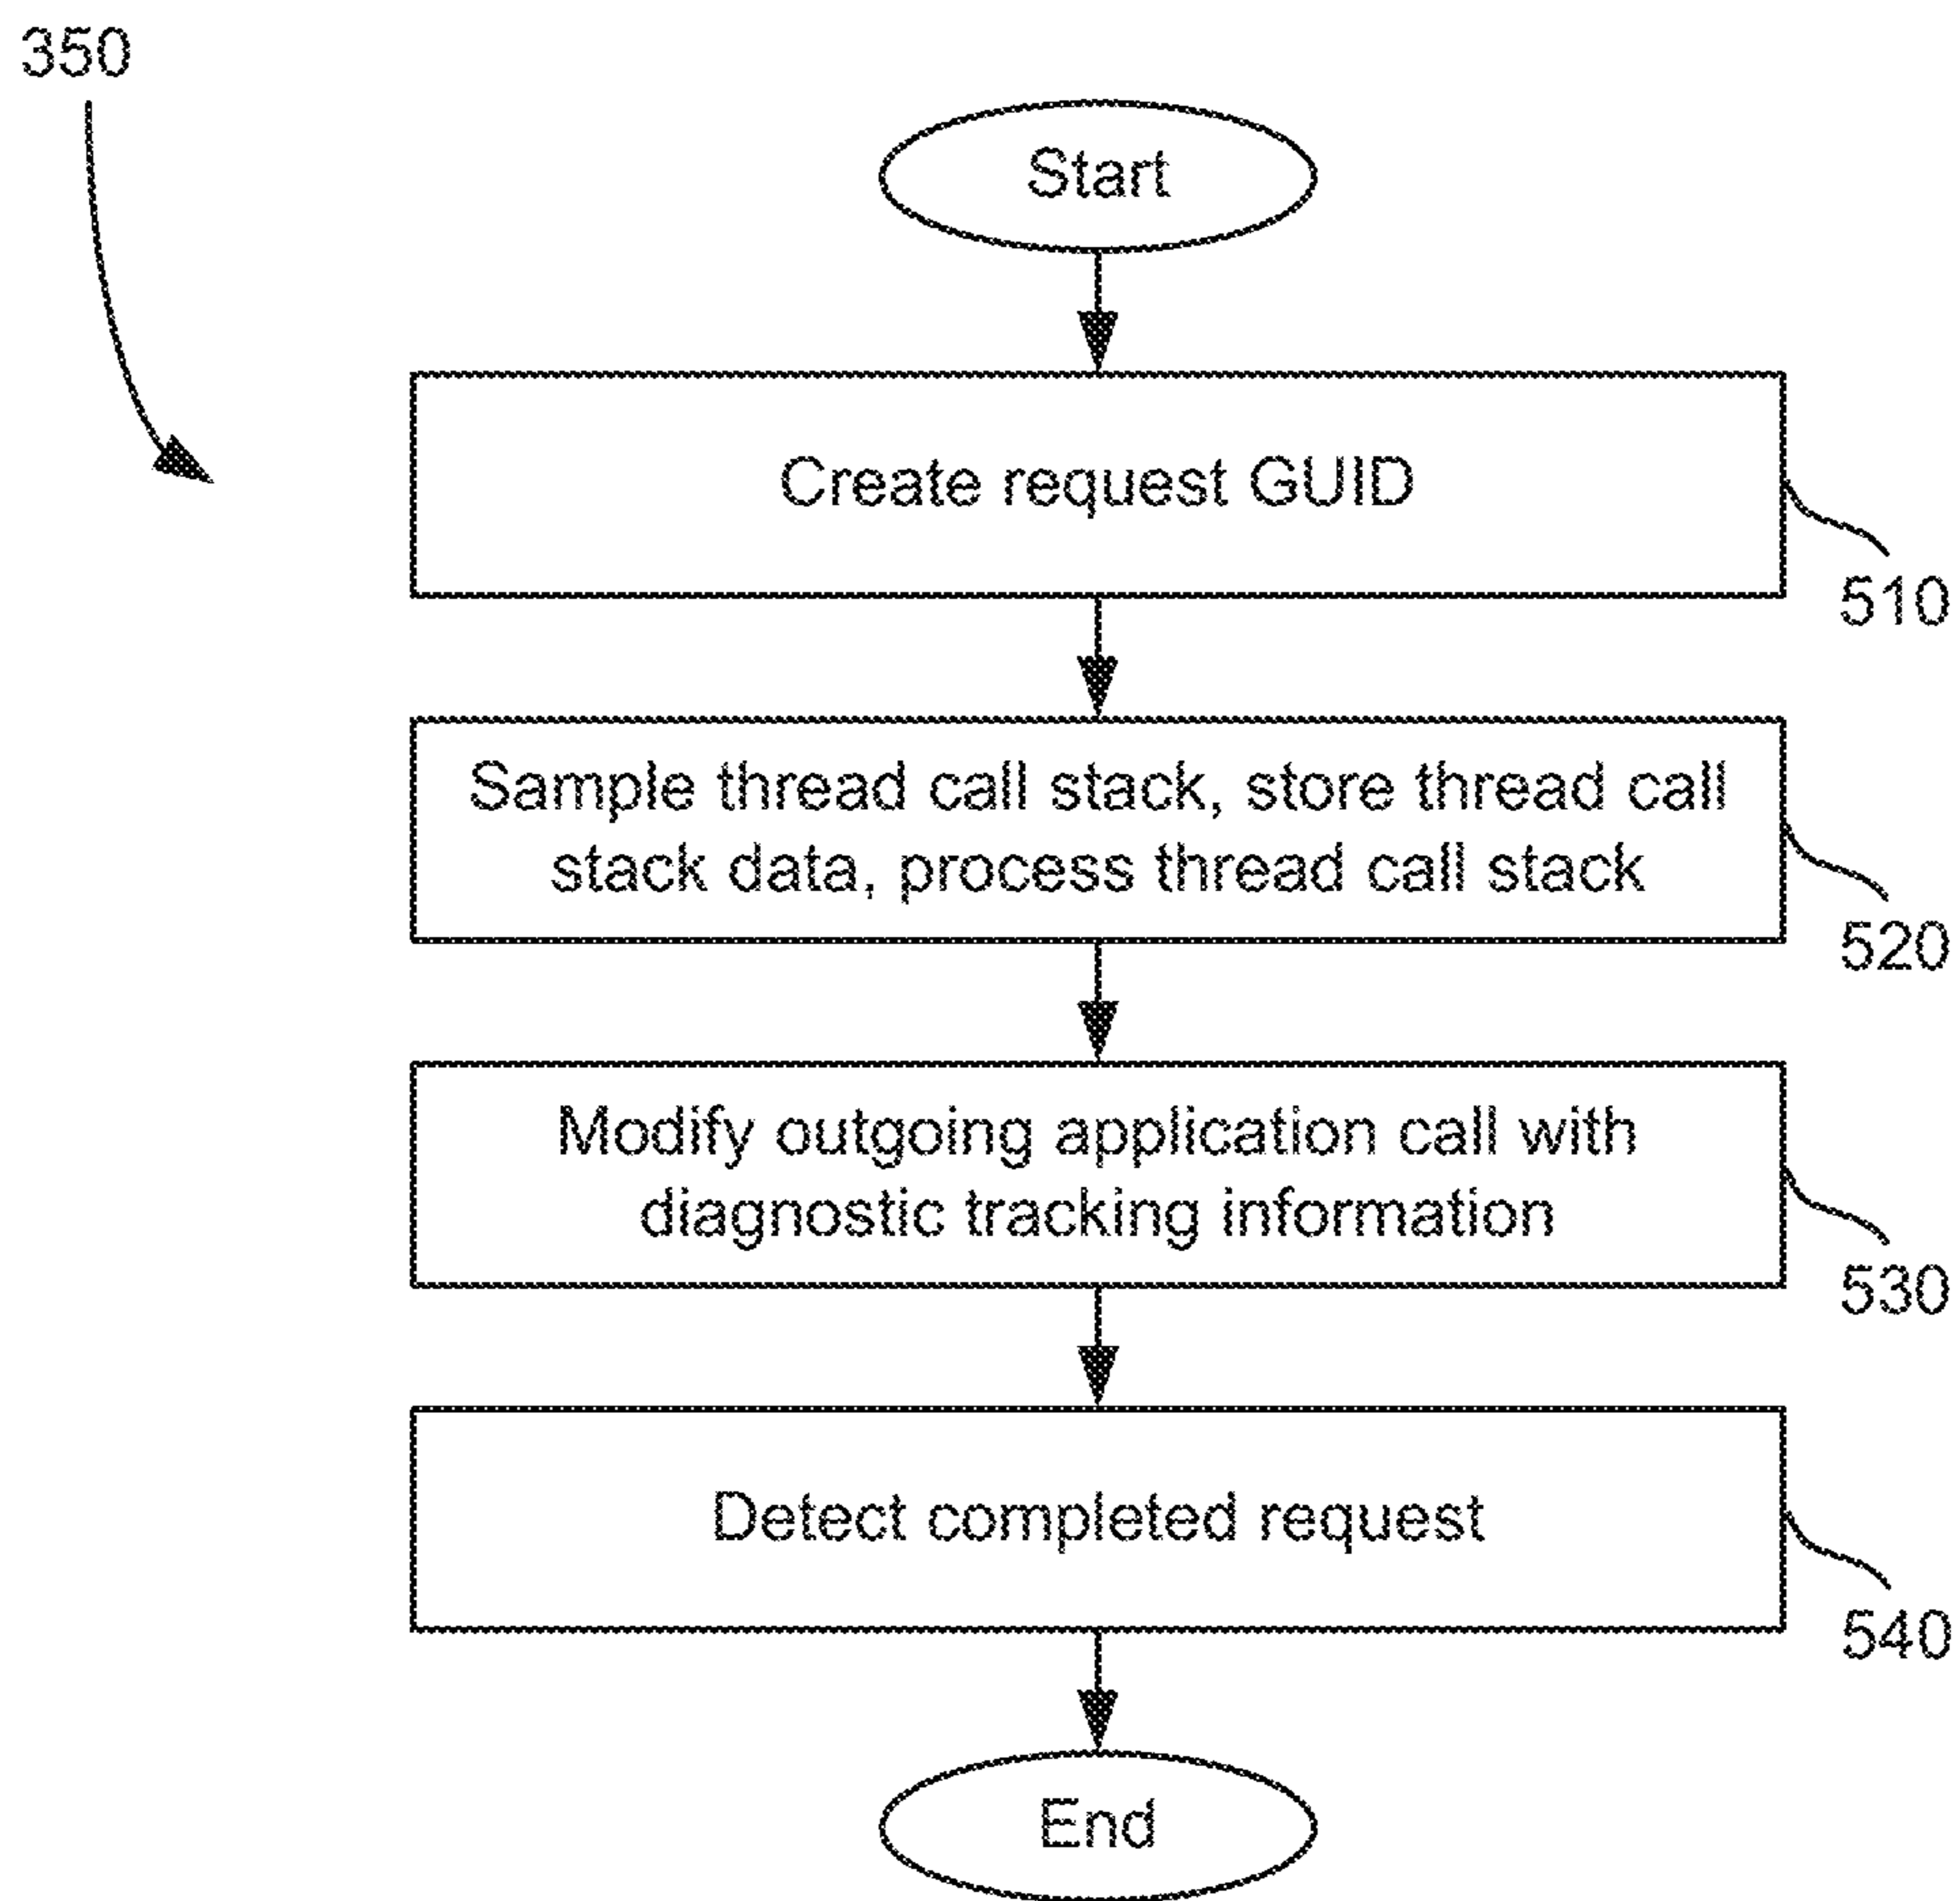 350
Start
Create request GUID
510
Sample thread call stack, store thread call
stack data, process thread call stack
520
Modify outgoing application call with
diagnostic tracking information
530
Detect completed request
540
End